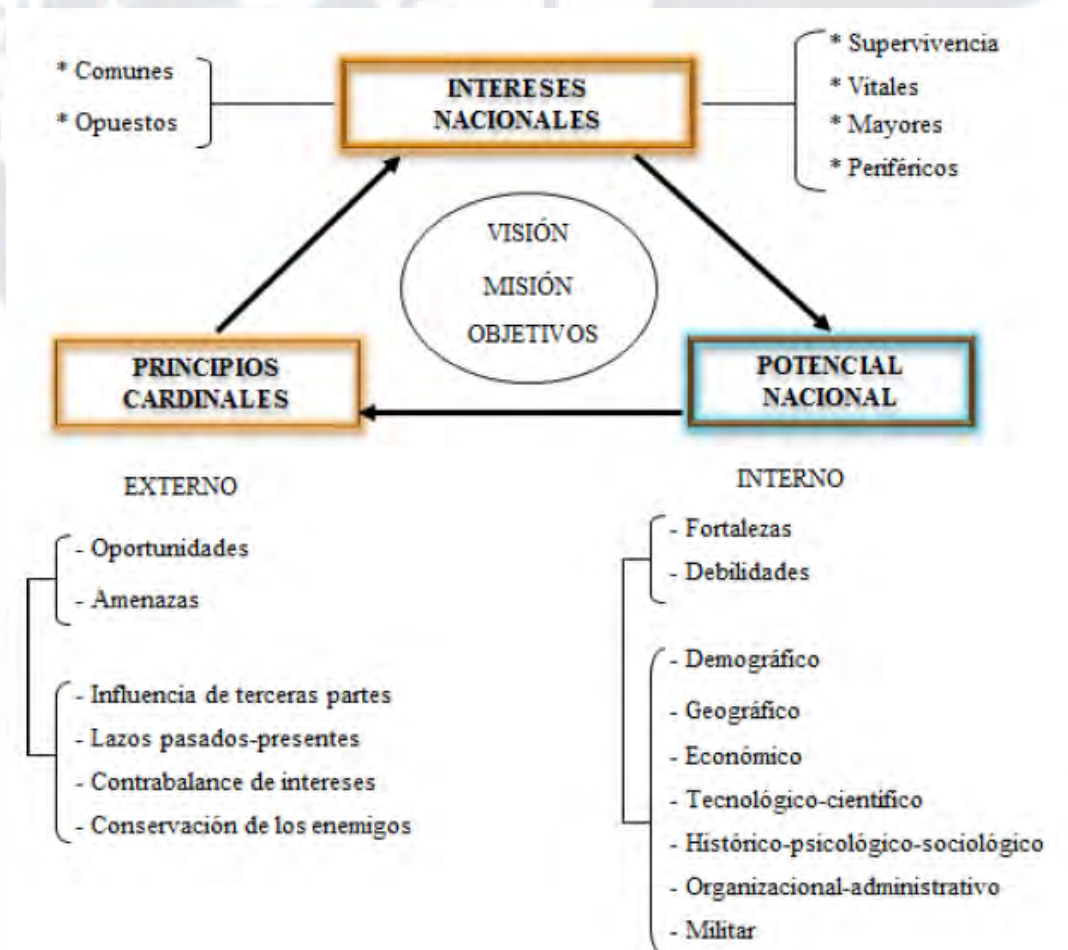 * Comunes
* Opuestos
INTERESES
NACIONALES
* Supervivencia
* Vitales
* Mayores
* Periféricos
VISIÓN
MISIÓN
OBJETIVOS
PRINCIPIOS
CARDINALES
POTENCIAL
NACIONAL
EXTERNO
- Oportunidades
- Amenazas
- Influencia de terceras partes
- Lazos pasados-presentes
- Contrabalance de intereses
- Conservación de los enemigos
INTERNO
- Fortalezas
- Debilidades
- Demográfico
- Geográfico
- Económico
- Tecnológico-científico
- Histórico-psicológico-sociológico
- Organizacional-administrativo
- Militar